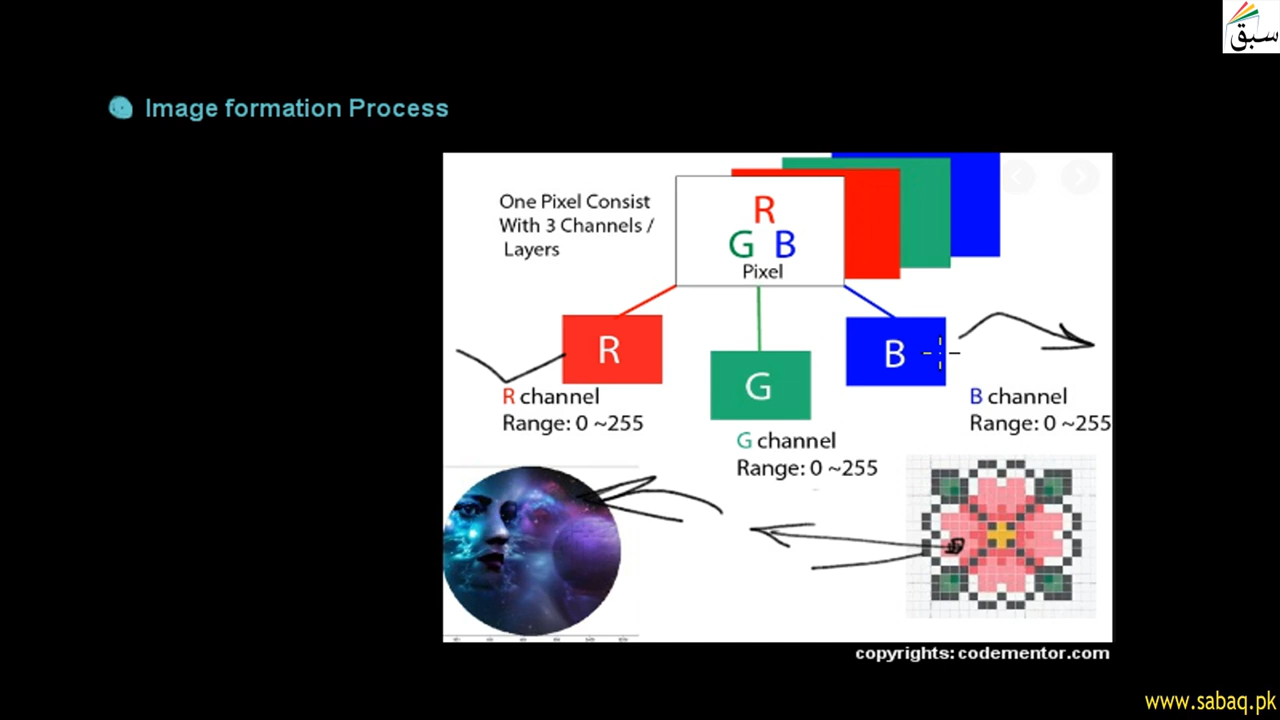 سبق
Image formation Process
One Pixel Consist
With 3 Channels /
Layers
R
G B
Pixel
R
G
B
R channel
Range: 0 ~255
G channel
Range: 0 ~255
B channel
Range: 0 ~255
copyrights: codementor.com
www.sabaq.pk